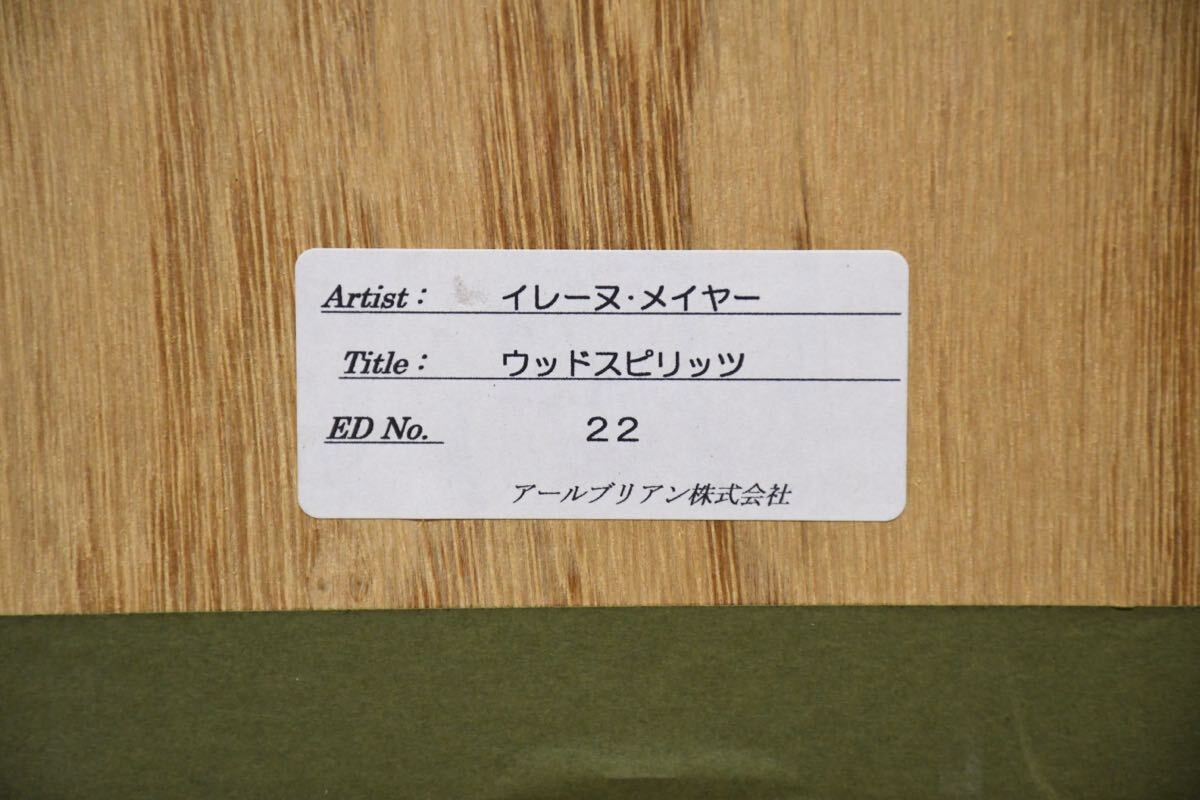 Artist: イレーヌ・メイヤー
Title: ウッドスピリッツ
ED No. 22
アールブリアン株式会社